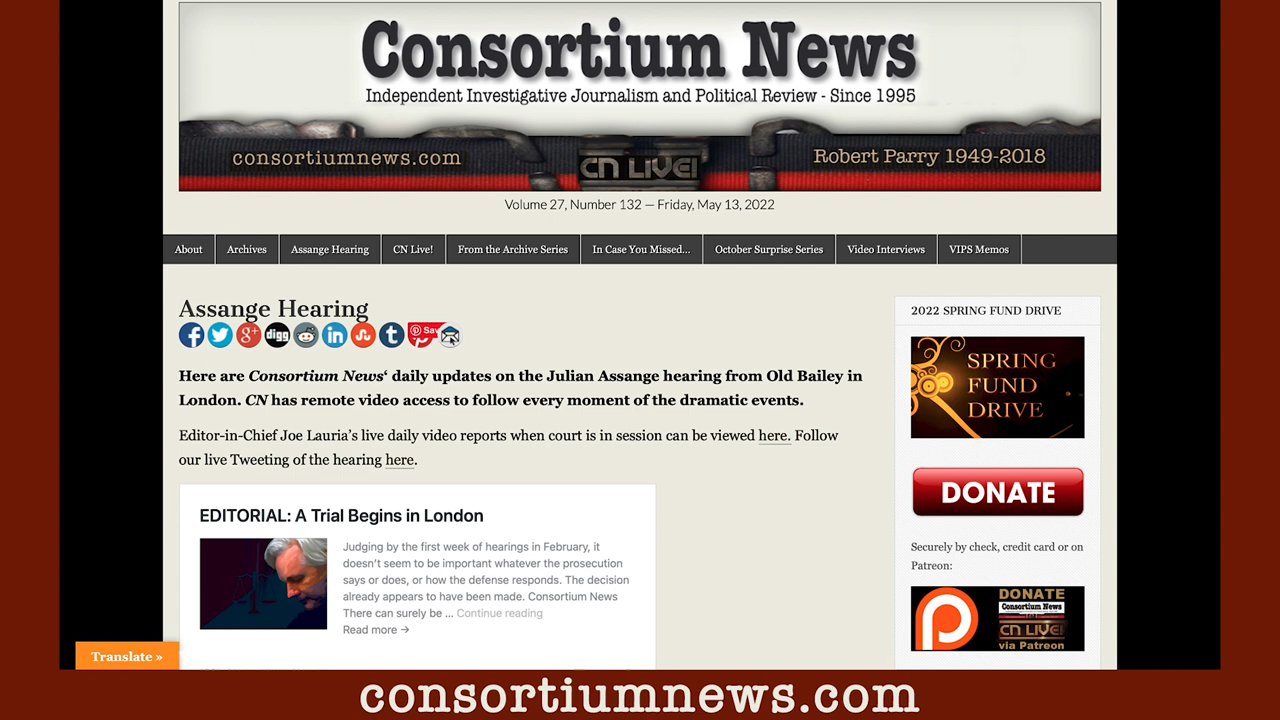 Consortium News
Independent Investigative Journalism and Political Review - Since 1995
consortiumnews.com
CN LIVE!
Robert Parry 1949-2018
Volume 27, Number 132 — Friday, May 13, 2022
About
Archives
Assange Hearing
CN Live!
From the Archive Series
In Case You Missed...
October Surprise Series
Video Interviews
VIPS Memos
Assange Hearing
digg
Save
Here are Consortium News‘ daily updates on the Julian Assange hearing from Old Bailey in
London. CN has remote video access to follow every moment of the dramatic events.
Editor-in-Chief Joe Lauria’s live daily video reports when court is in session can be viewed here. Follow
our live Tweeting of the hearing here.
EDITORIAL: A Trial Begins in London
Judging by the first week of hearings in February, it
doesn’t seem to be important whatever the prosecution
says or does, or how the defense responds. The decision
already appears to have been made. Consortium News
There can surely be ... Continue reading
Read more →
2022 SPRING FUND DRIVE
SPRING
FUND
DRIVE
DONATE
Securely by check, credit card or on
Patreon:
DONATE
Consortium News
CN LIVE!
via Patreon
Translate »
consortiumnews.com